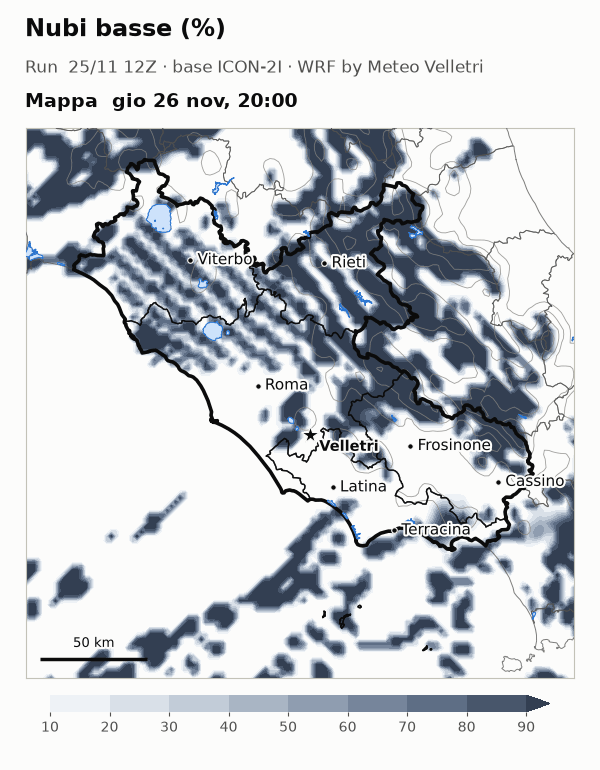 Nubi basse (%)
Run  25/11 12Z · base ICON-2I · WRF by Meteo Velletri
Mappa  gio 26 nov, 20:00
Viterbo
Rieti
Roma
Velletri
Frosinone
Cassino
Latina
Terracina
50 km
10 20 30 40 50 60 70 80 90